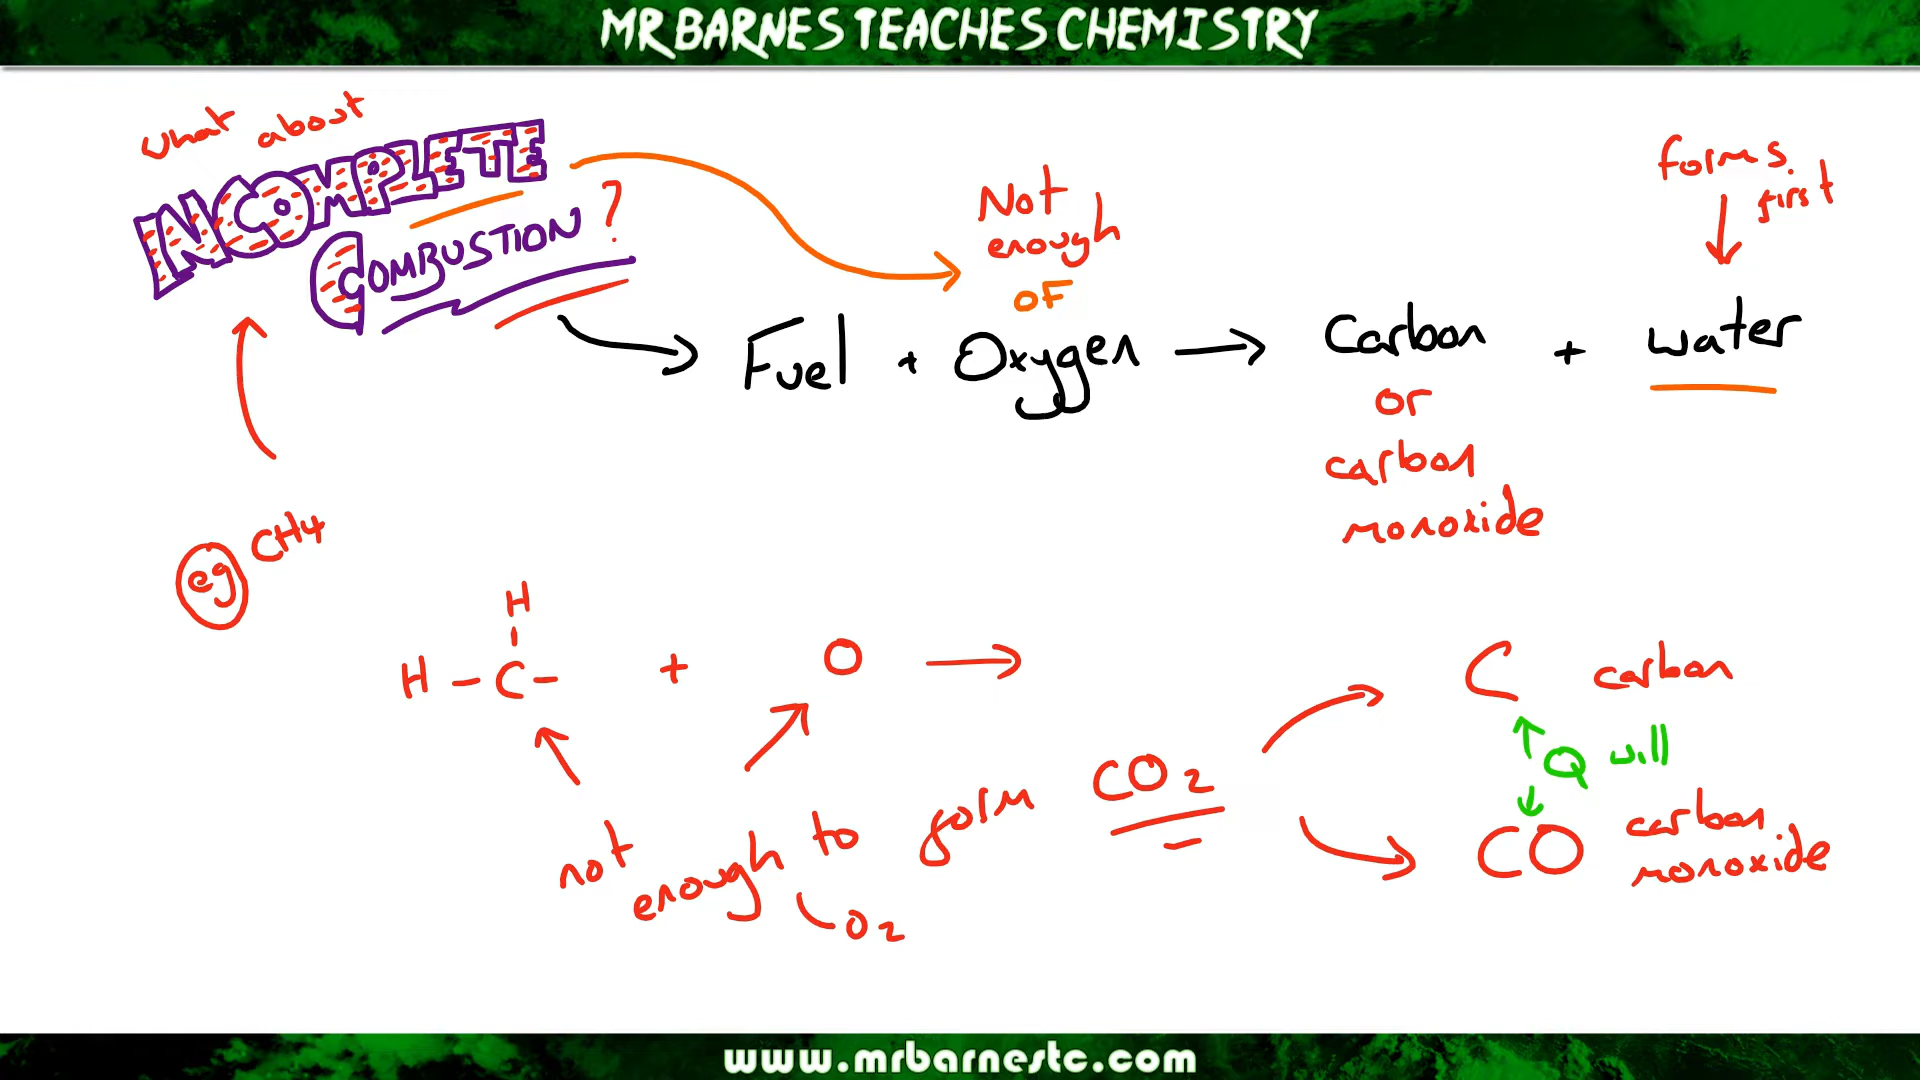 MR BARNES TEACHES CHEMISTRY
what about
INCOMPLETE
COMBUSTION ?
Not
enough
OF
forms
first
Fuel + Oxygen → Carbon + water
or
carbon
monoxide
eg CH4
H
H - C - + O → C carbon
Q will
CO carbon
monoxide
not enough to form CO2
O2
www.mrbarnestc.com